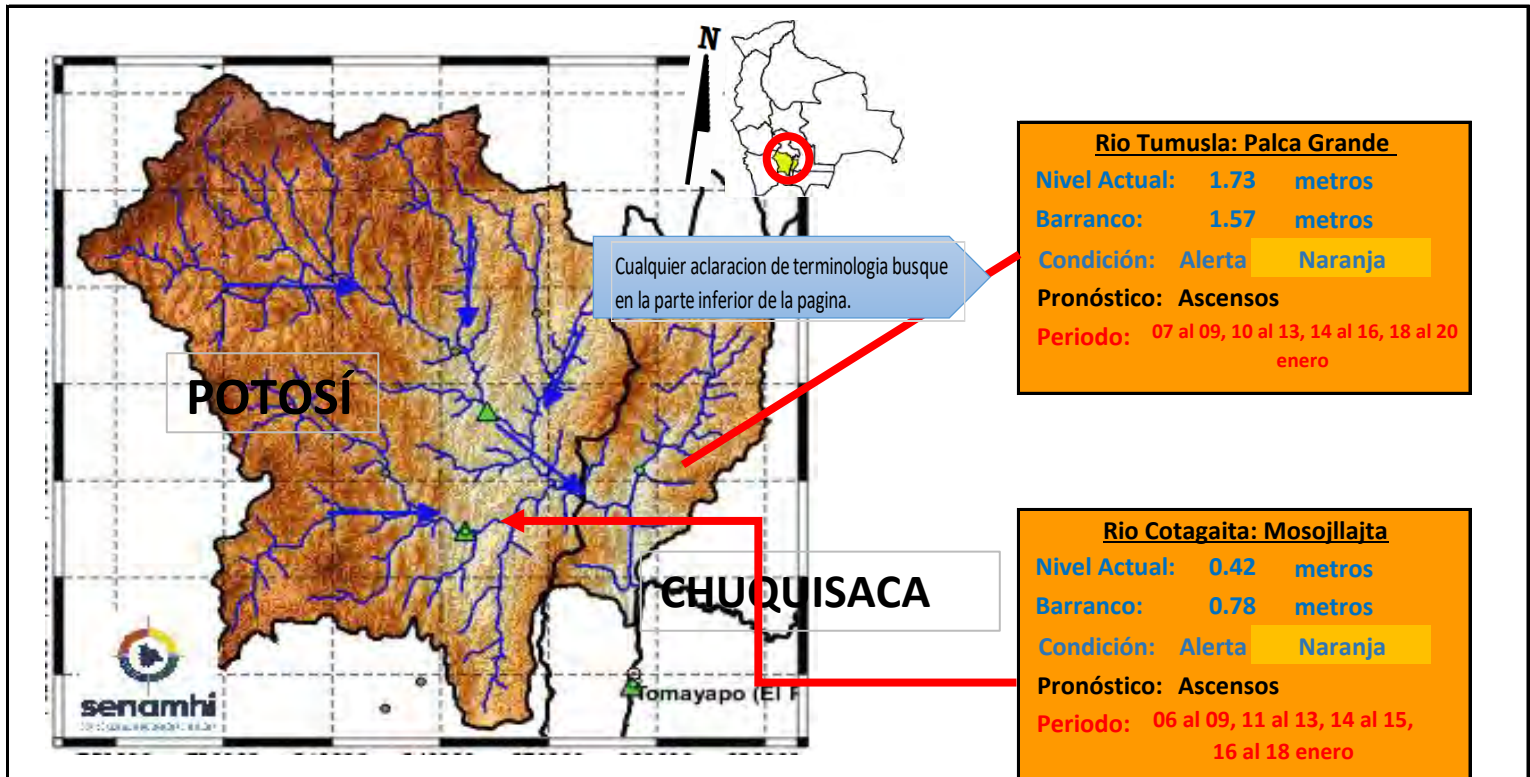 N
Cualquier aclaracion de terminologia busque
en la parte inferior de la pagina.
POTOSÍ
CHUQUISACA
Tomayapo (El
senamhi
Rio Tumusla: Palca Grande
Nivel Actual: 1.73 metros
Barranco: 1.57 metros
Condición: Alerta Naranja
Pronóstico: Ascensos
Periodo: 07 al 09, 10 al 13, 14 al 16, 18 al 20
enero
Rio Cotagaita: Mosojllajta
Nivel Actual: 0.42 metros
Barranco: 0.78 metros
Condición: Alerta Naranja
Pronóstico: Ascensos
Periodo: 06 al 09, 11 al 13, 14 al 15,
16 al 18 enero